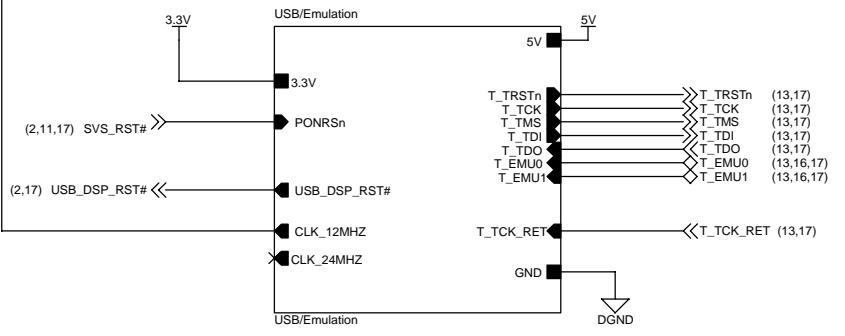 USB/Emulation
3.3V
5V
5V
3.3V
T_TRSTn T_TRSTn (13,17)
T_TCK T_TCK (13,17)
(2,11,17) SVS_RST# PONRSn T_TMS T_TMS (13,17)
T_TDI T_TDI (13,17)
T_TDO T_TDO (13,17)
T_EMU0 T_EMU0 (13,16,17)
(2,17) USB_DSP_RST# USB_DSP_RST# T_EMU1 T_EMU1 (13,16,17)
CLK_12MHZ T_TCK_RET T_TCK_RET (13,17)
CLK_24MHZ
GND
USB/Emulation
DGND